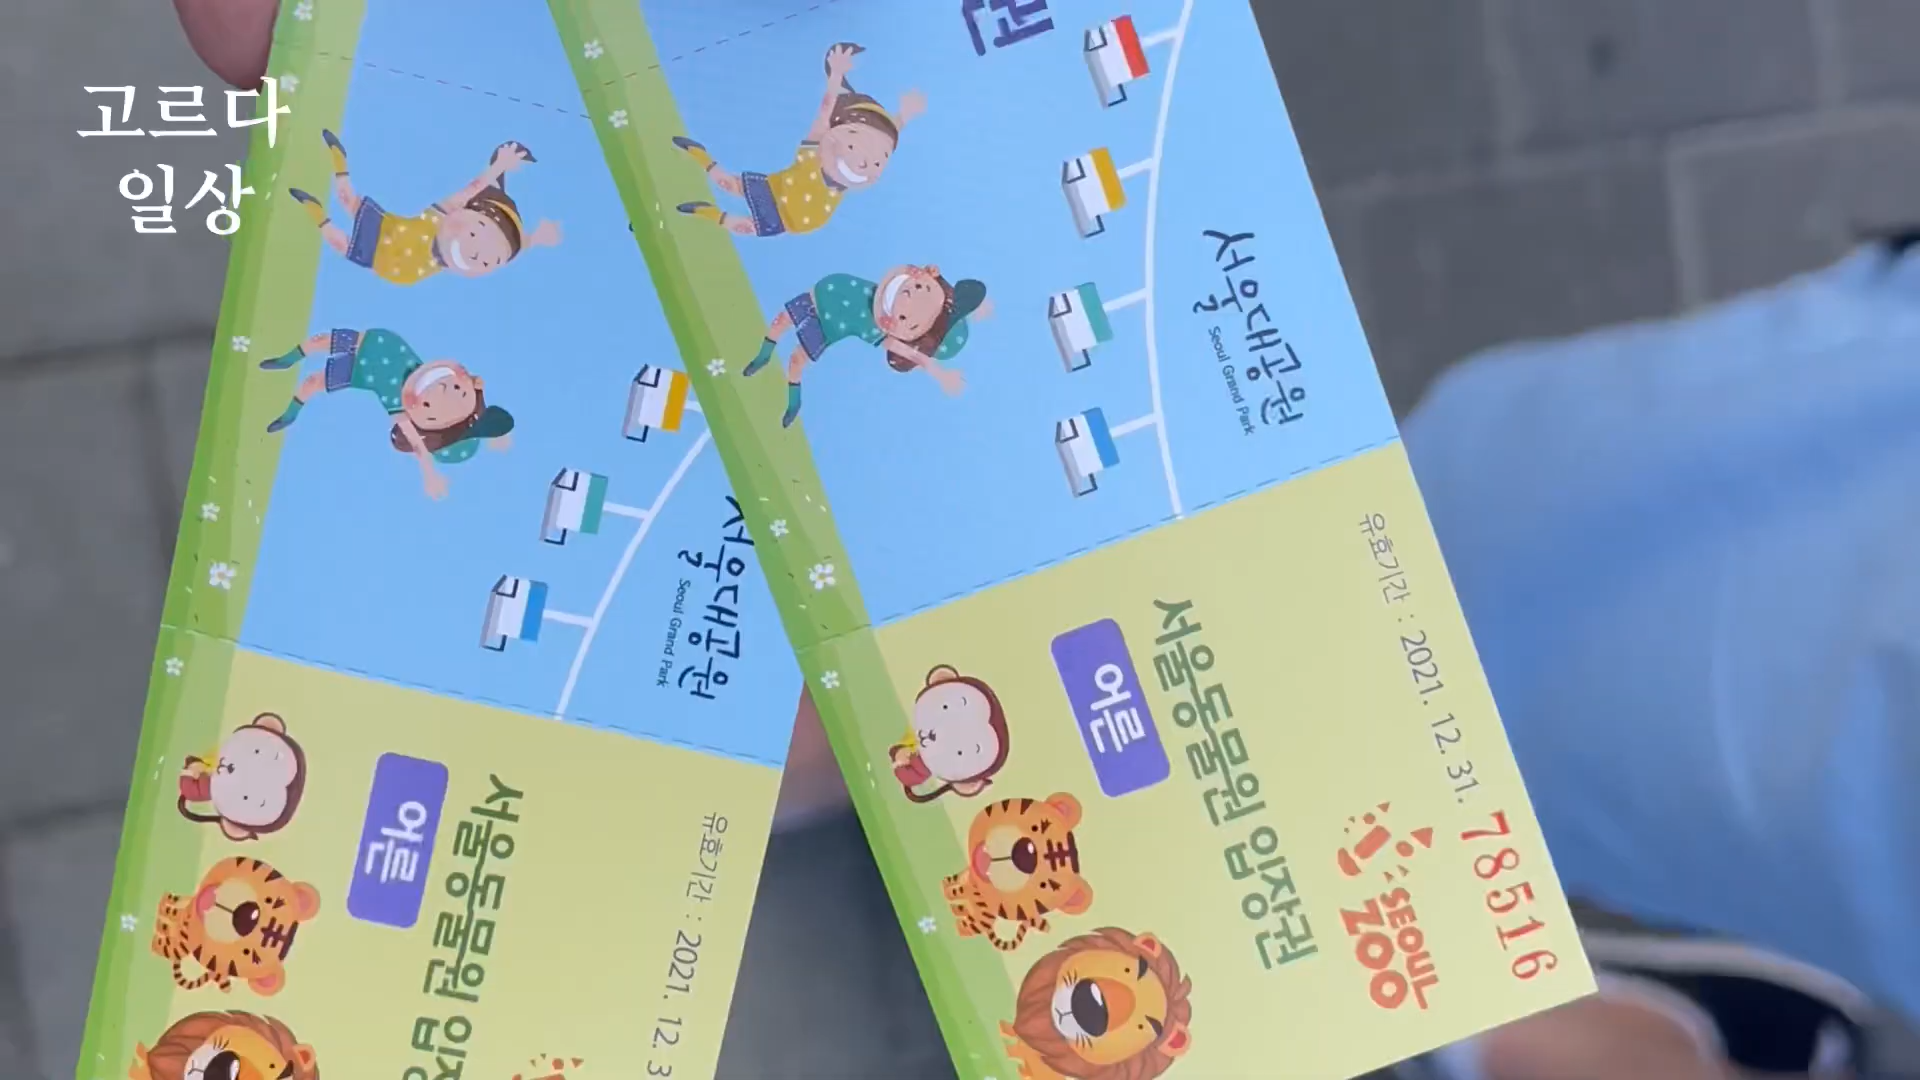 고르다
일상
권
서울대공원
Seoul Grand Park
유효기간 : 2021. 12. 31.
서울동물원 입장권
어른
SEOUL
ZOO
78516
서울대공원
Seoul Grand Park
유효기간 : 2021. 12. 3
서울동물원 입장
어른